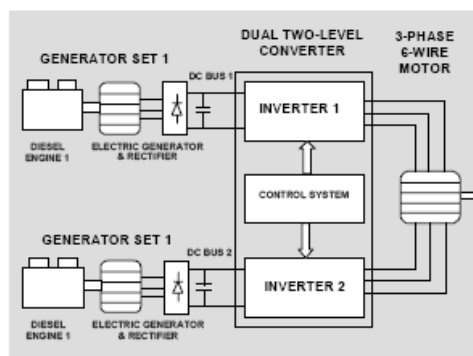 DUAL TWO-LEVEL
CONVERTER
3-PHASE
6-WIRE
MOTOR
GENERATOR SET 1
DC BUS 1
INVERTER 1
DIESEL
ENGINE 1
ELECTRIC GENERATOR
& RECTIFIER
CONTROL SYSTEM
GENERATOR SET 1
DC BUS 2
INVERTER 2
DIESEL
ENGINE 1
ELECTRIC GENERATOR
& RECTIFIER